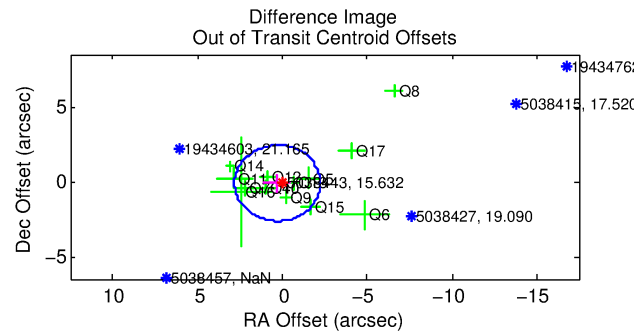 Difference Image
Out of Transit Centroid Offsets
Dec Offset (arcsec)
5
0
−5
19434762
5038415, 17.520
Q8
Q17
19434603, 21.165
Q14
Q11
Q12
Q16
Q9
Q15
Q6
5038427, 19.090
5038457, NaN
10
5
0
−5
−10
−15
RA Offset (arcsec)